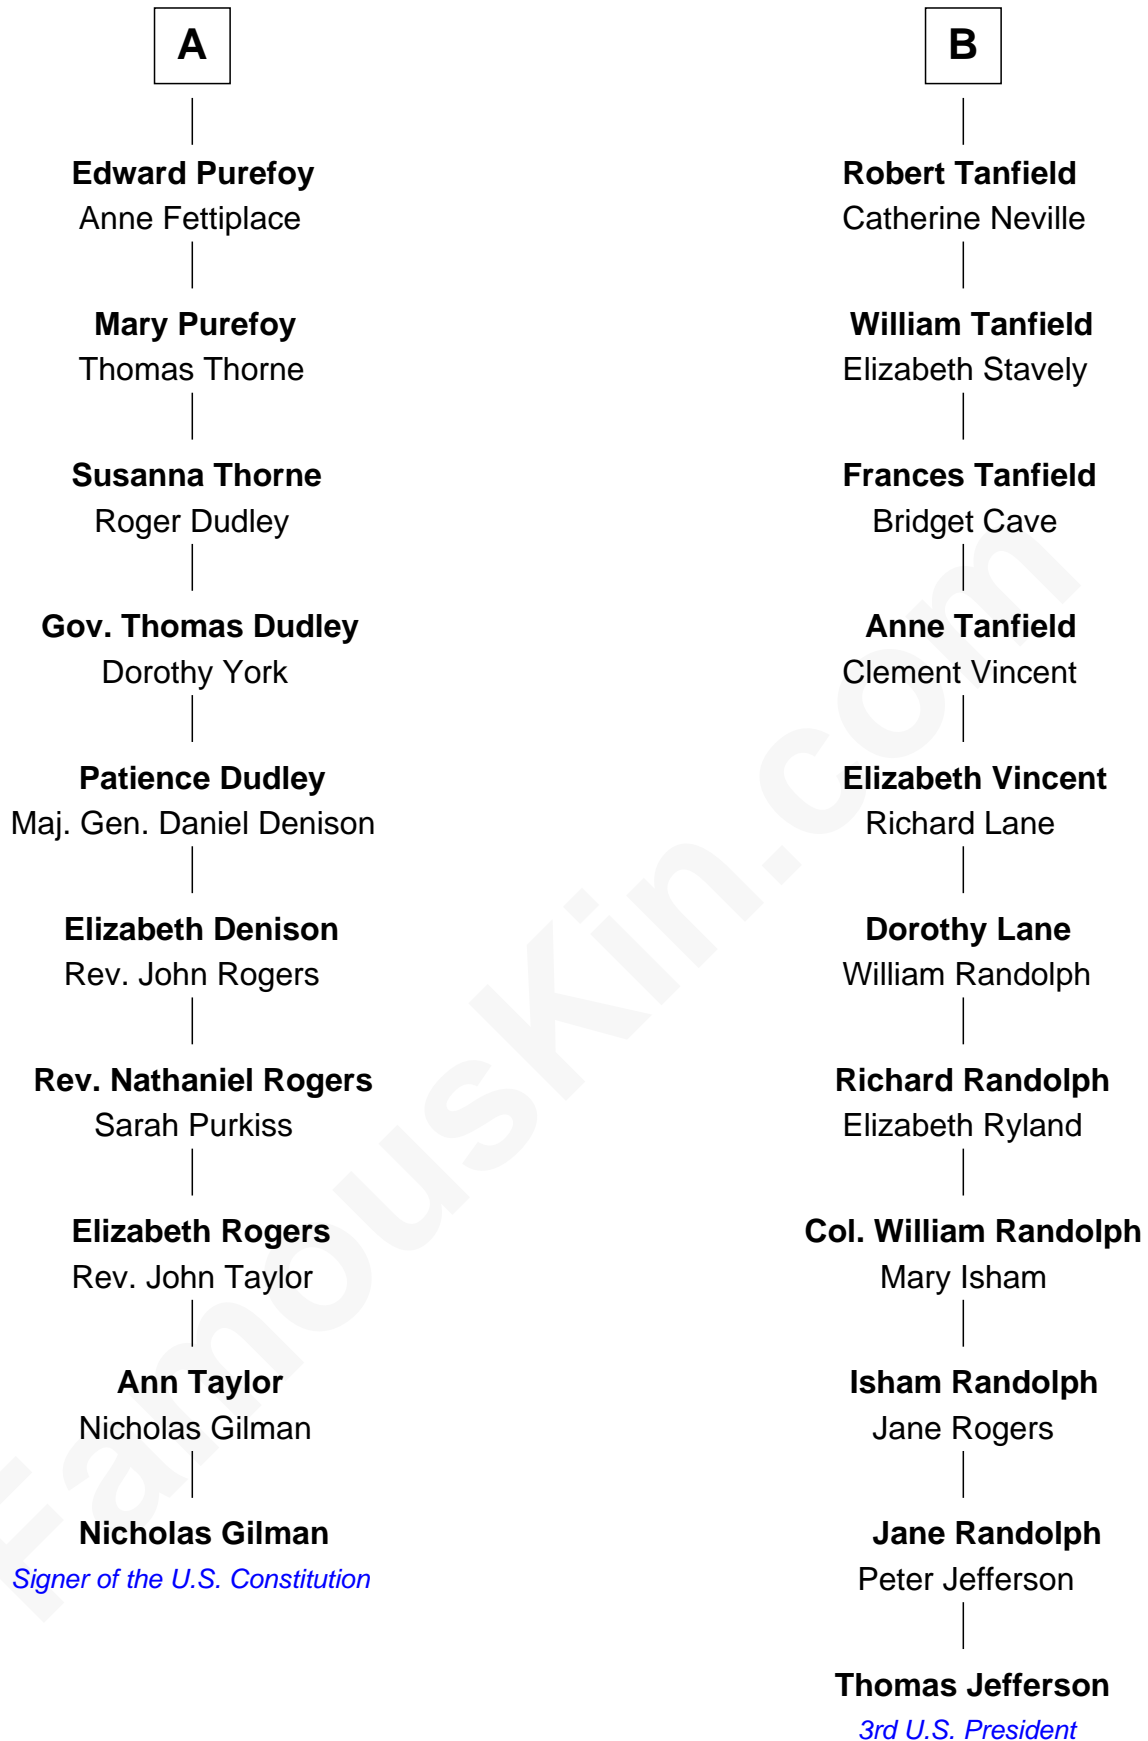 A
Edward Purefoy
Anne Fettiplace
Mary Purefoy
Thomas Thorne
Susanna Thorne
Roger Dudley
Gov. Thomas Dudley
Dorothy York
Patience Dudley
Maj. Gen. Daniel Denison
Elizabeth Denison
Rev. John Rogers
Rev. Nathaniel Rogers
Sarah Purkiss
Elizabeth Rogers
Rev. John Taylor
Ann Taylor
Nicholas Gilman
Nicholas Gilman
Signer of the U.S. Constitution
B
Robert Tanfield
Catherine Neville
William Tanfield
Elizabeth Stavely
Frances Tanfield
Bridget Cave
Anne Tanfield
Clement Vincent
Elizabeth Vincent
Richard Lane
Dorothy Lane
William Randolph
Richard Randolph
Elizabeth Ryland
Col. William Randolph
Mary Isham
Isham Randolph
Jane Rogers
Jane Randolph
Peter Jefferson
Thomas Jefferson
3rd U.S. President
FamousKin.com